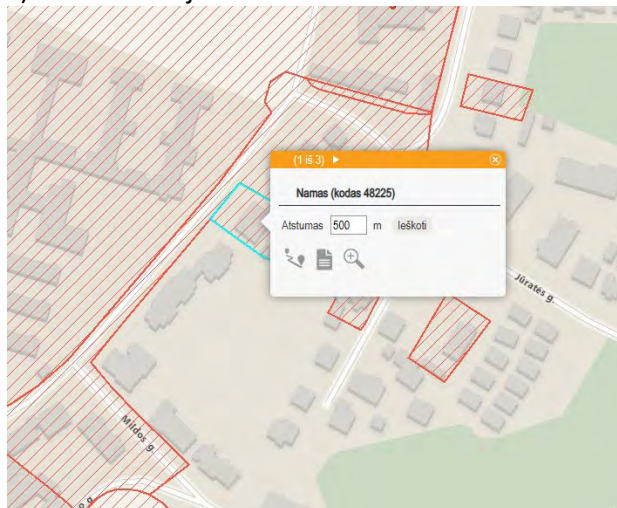 (1 iš 3)
Namas (kodas 48225)
Atstumas 500 m Ieškoti
Jūratės g.
Mildos g.